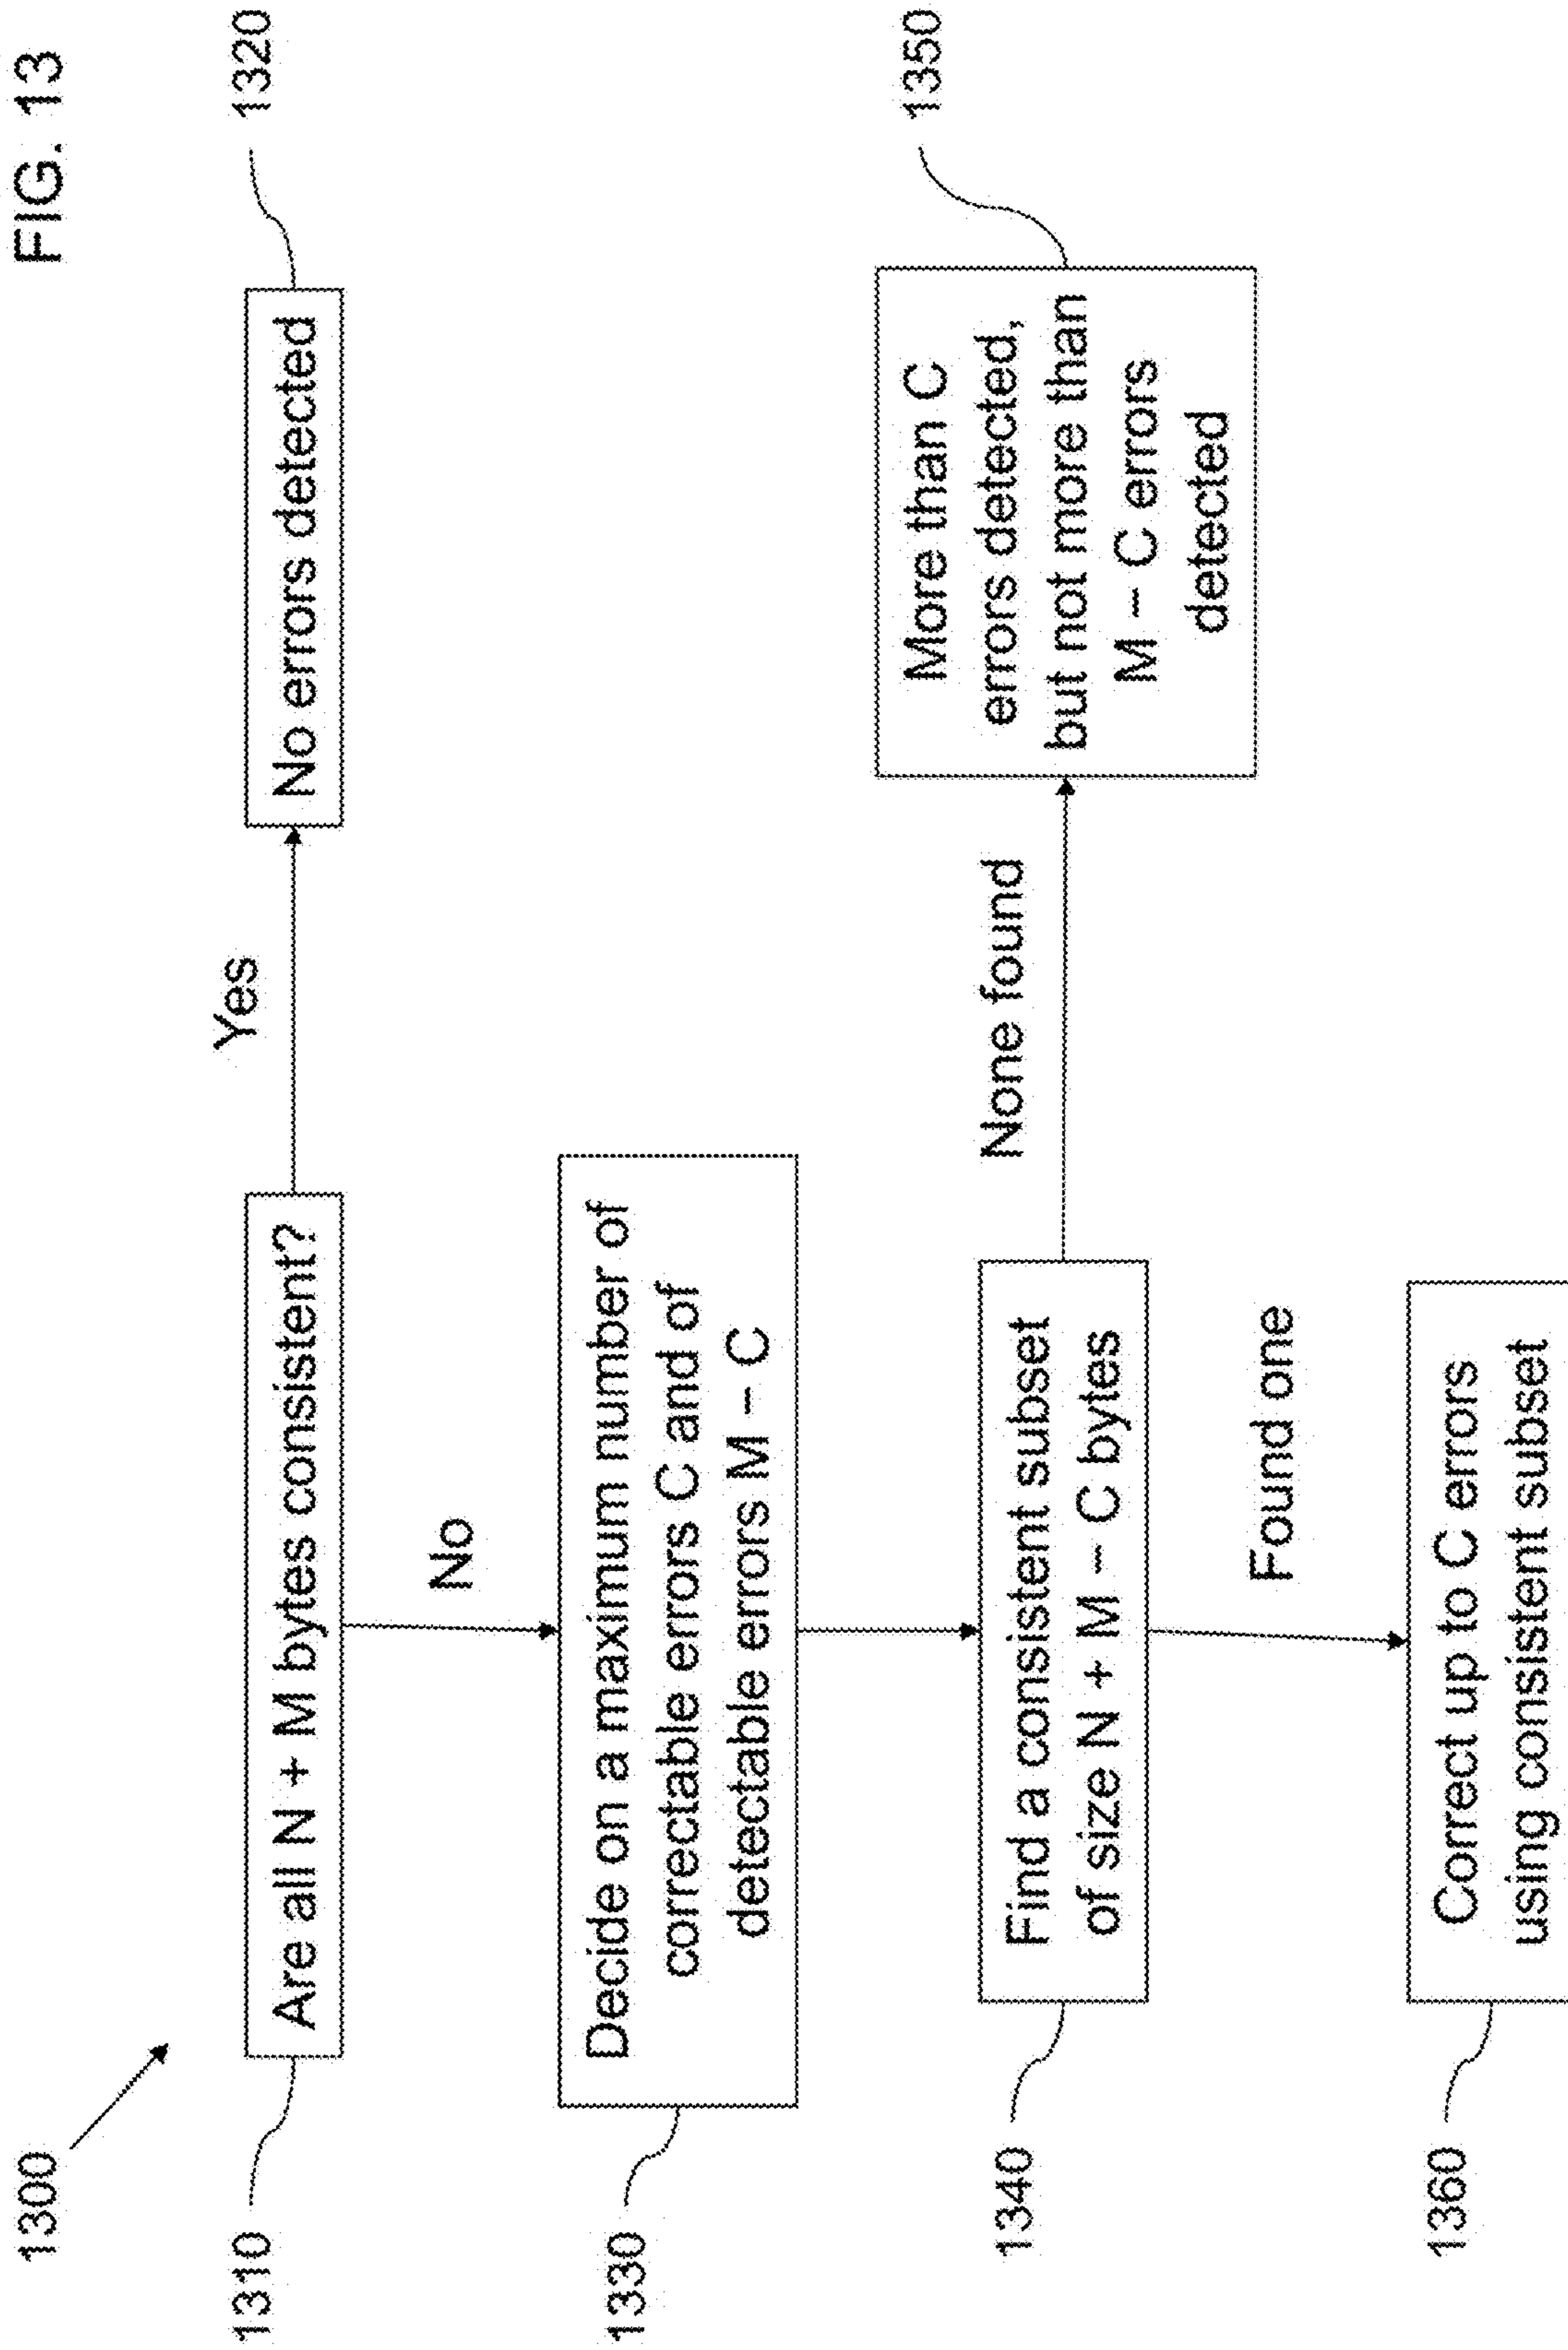 FIG. 13
1300
1310
Are all N + M bytes consistent?
Yes
No errors detected
1320
No
1330
Decide on a maximum number of
correctable errors C and of
detectable errors M – C
1340
Find a consistent subset
of size N + M – C bytes
None found
More than C
errors detected,
but not more than
M – C errors
detected
1350
Found one
1360
Correct up to C errors
using consistent subset